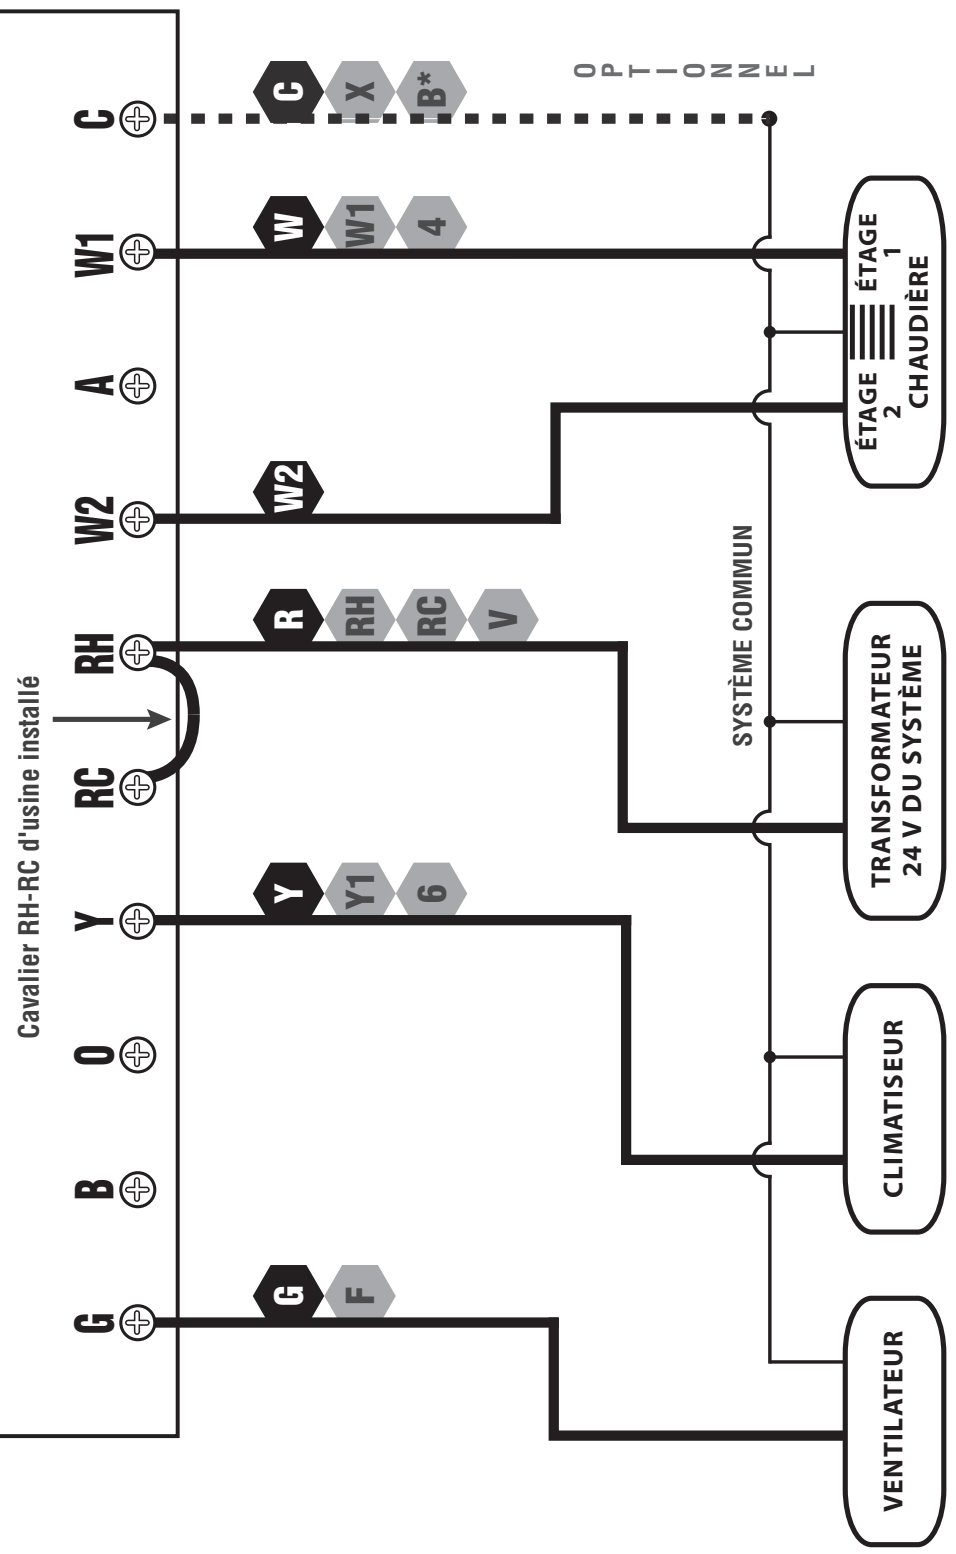 Cavalier RH-RC d'usine installé
G
B
O
Y
RC
RH
W2
A
W1
C
G
F
Y
Y1
6
R
RH
RC
V
W2
W
W1
4
C
X
B*
OPTIONNEL
SYSTÈME COMMUN
VENTILATEUR
CLIMATISEUR
TRANSFORMATEUR
24 V DU SYSTÈME
ÉTAGE
2
ÉTAGE
1
CHAUDIÈRE